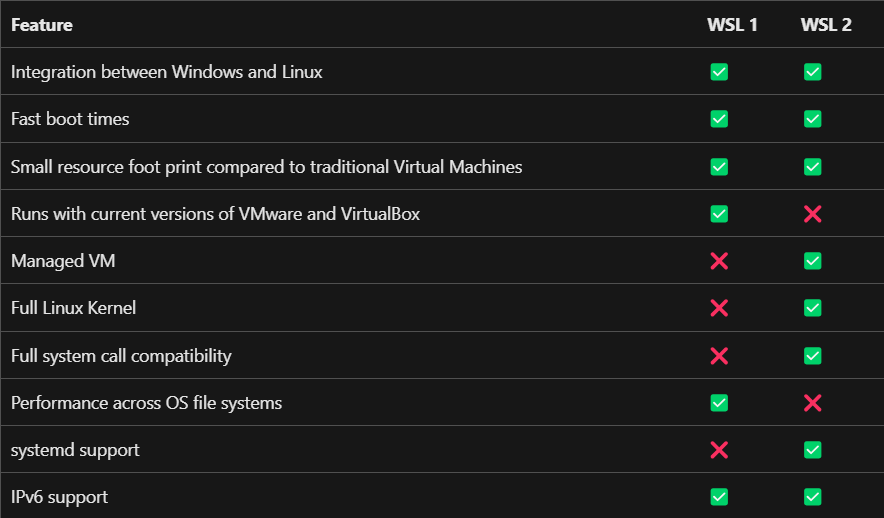 Feature WSL 1 WSL 2
Integration between Windows and Linux ✅ ✅
Fast boot times ✅ ✅
Small resource foot print compared to traditional Virtual Machines ✅ ✅
Runs with current versions of VMware and VirtualBox ✅ ❌
Managed VM ❌ ✅
Full Linux Kernel ❌ ✅
Full system call compatibility ❌ ✅
Performance across OS file systems ✅ ❌
systemd support ❌ ✅
IPv6 support ✅ ✅